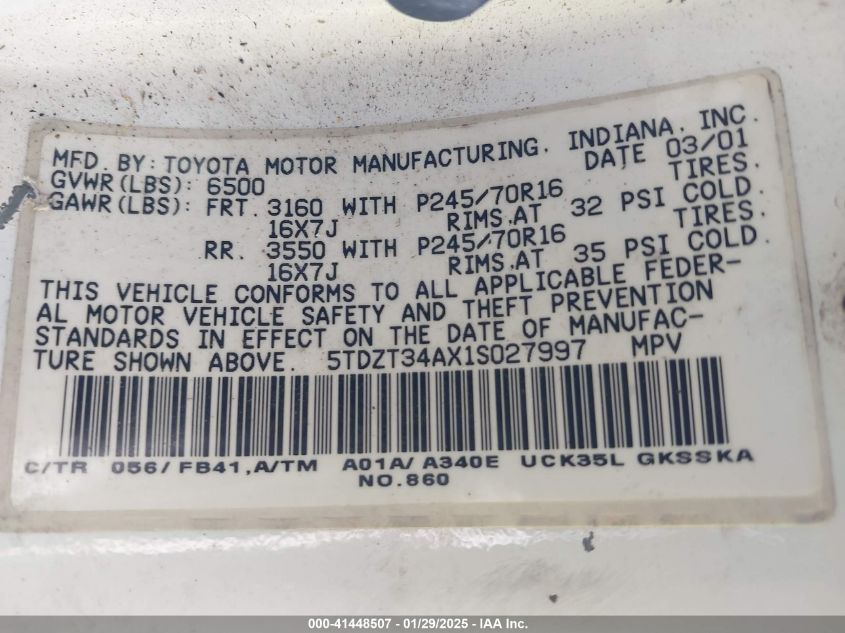 MFD. BY: TOYOTA MOTOR MANUFACTURING, INDIANA, INC.
GVWR(LBS): 6500 DATE 03/01
GAWR(LBS): FRT. 3160 WITH P245/70R16 TIRES.
16X7J RIMS.AT 32 PSI COLD.
RR. 3550 WITH P245/70R16 TIRES.
16X7J RIMS.AT 35 PSI COLD.
THIS VEHICLE CONFORMS TO ALL APPLICABLE FEDER-
AL MOTOR VEHICLE SAFETY AND THEFT PREVENTION
STANDARDS IN EFFECT ON THE DATE OF MANUFAC-
TURE SHOWN ABOVE. 5TDZT34AX1S027997 MPV
C/TR 056/FB41,A/TM A01A/A340E UCK35L GKSSKA
NO.860
000-41448507 - 01/29/2025 - IAA Inc.